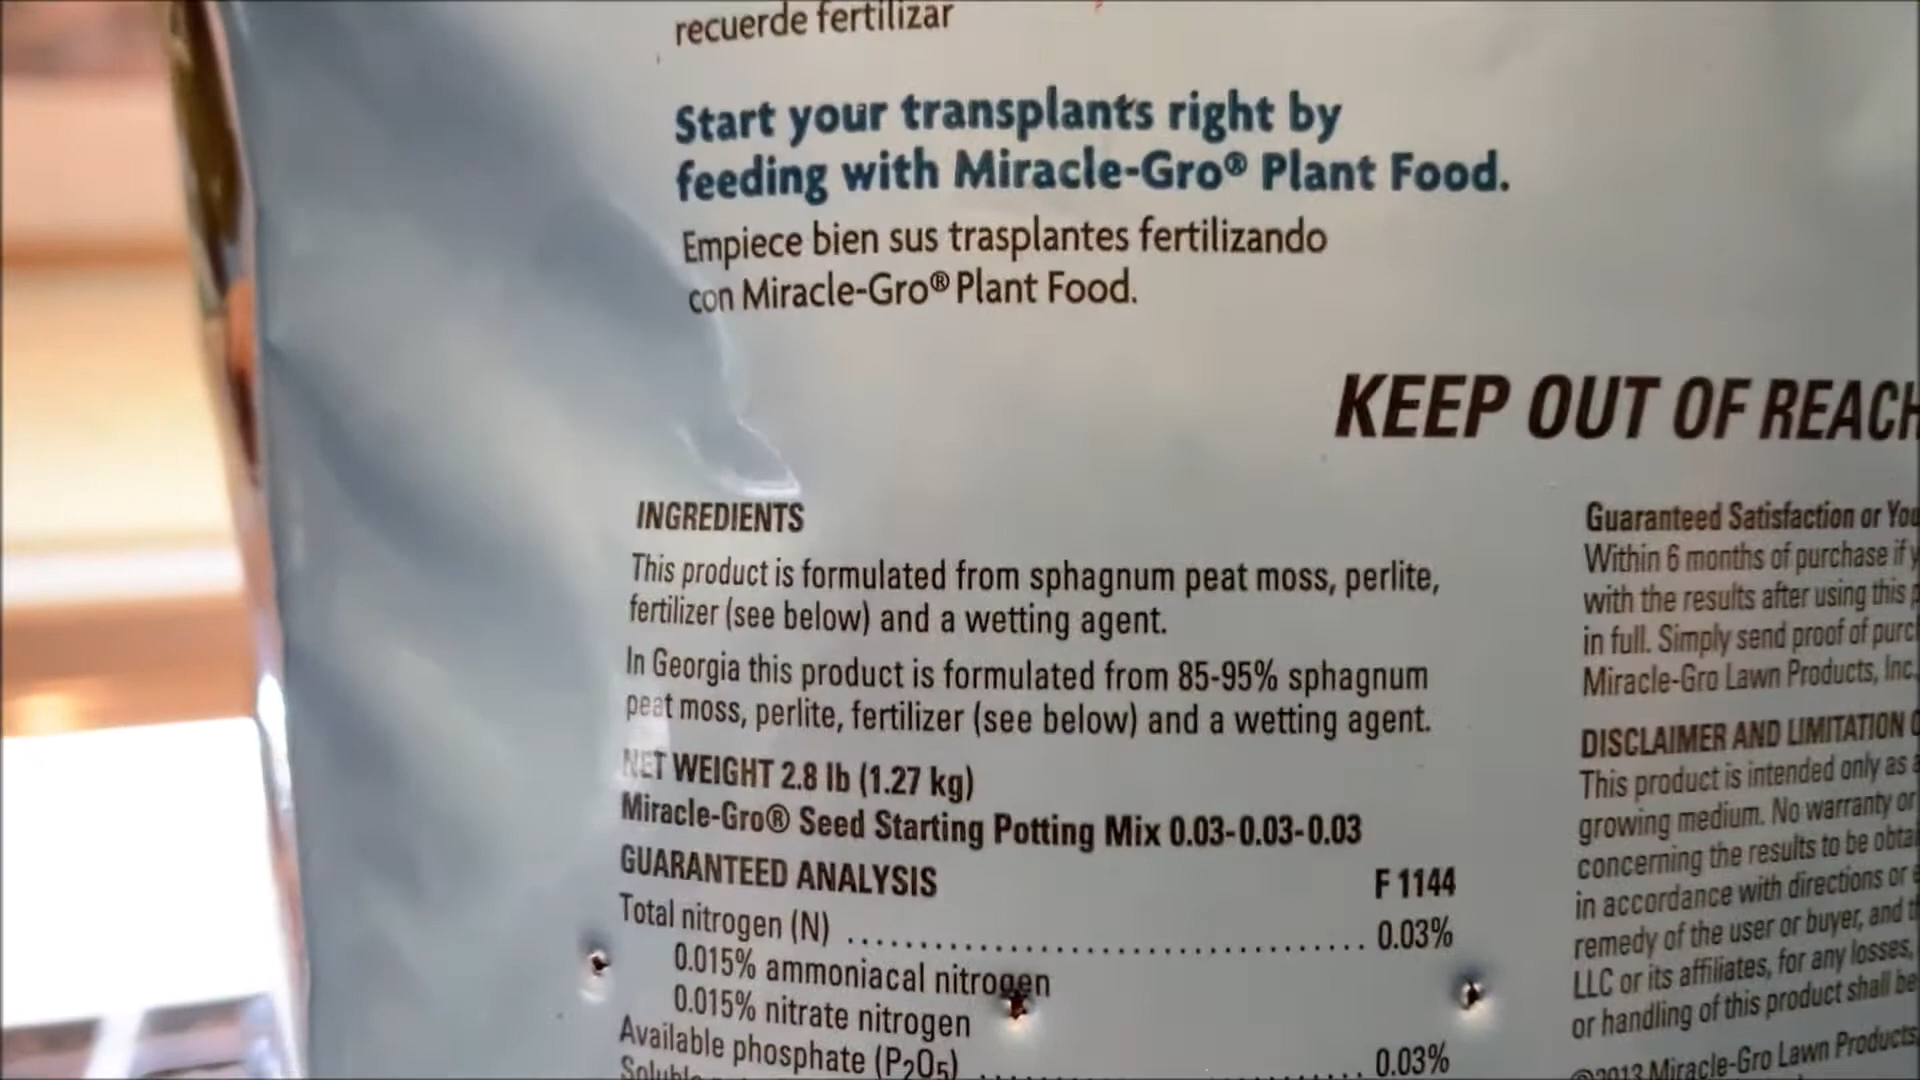 recuerde fertilizar
Start your transplants right by
feeding with Miracle-Gro® Plant Food.
Empiece bien sus trasplantes fertilizando
con Miracle-Gro® Plant Food.
KEEP OUT OF REACH
INGREDIENTS
This product is formulated from sphagnum peat moss, perlite,
fertilizer (see below) and a wetting agent.
In Georgia this product is formulated from 85-95% sphagnum
peat moss, perlite, fertilizer (see below) and a wetting agent.
NET WEIGHT 2.8 lb (1.27 kg)
Miracle-Gro® Seed Starting Potting Mix 0.03-0.03-0.03
GUARANTEED ANALYSIS F 1144
Total nitrogen (N) ........................................ 0.03%
0.015% ammoniacal nitrogen
0.015% nitrate nitrogen
Available phosphate (P₂O₅) .............................. 0.03%
Guaranteed Satisfaction or
Within 6 months of purchase if
with the results after using this
in full. Simply send proof of
Miracle-Gro Lawn Products, Inc.
DISCLAIMER AND LIMITATION
This product is intended only as
growing medium. No warranty or
concerning the results to be
in accordance with directions or
remedy of the user or buyer, and
LLC or its affiliates, for any losses,
or handling of this product shall
©2013 Miracle-Gro Lawn Products,